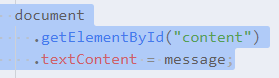 document
.getElementById("content")
.textContent = message;